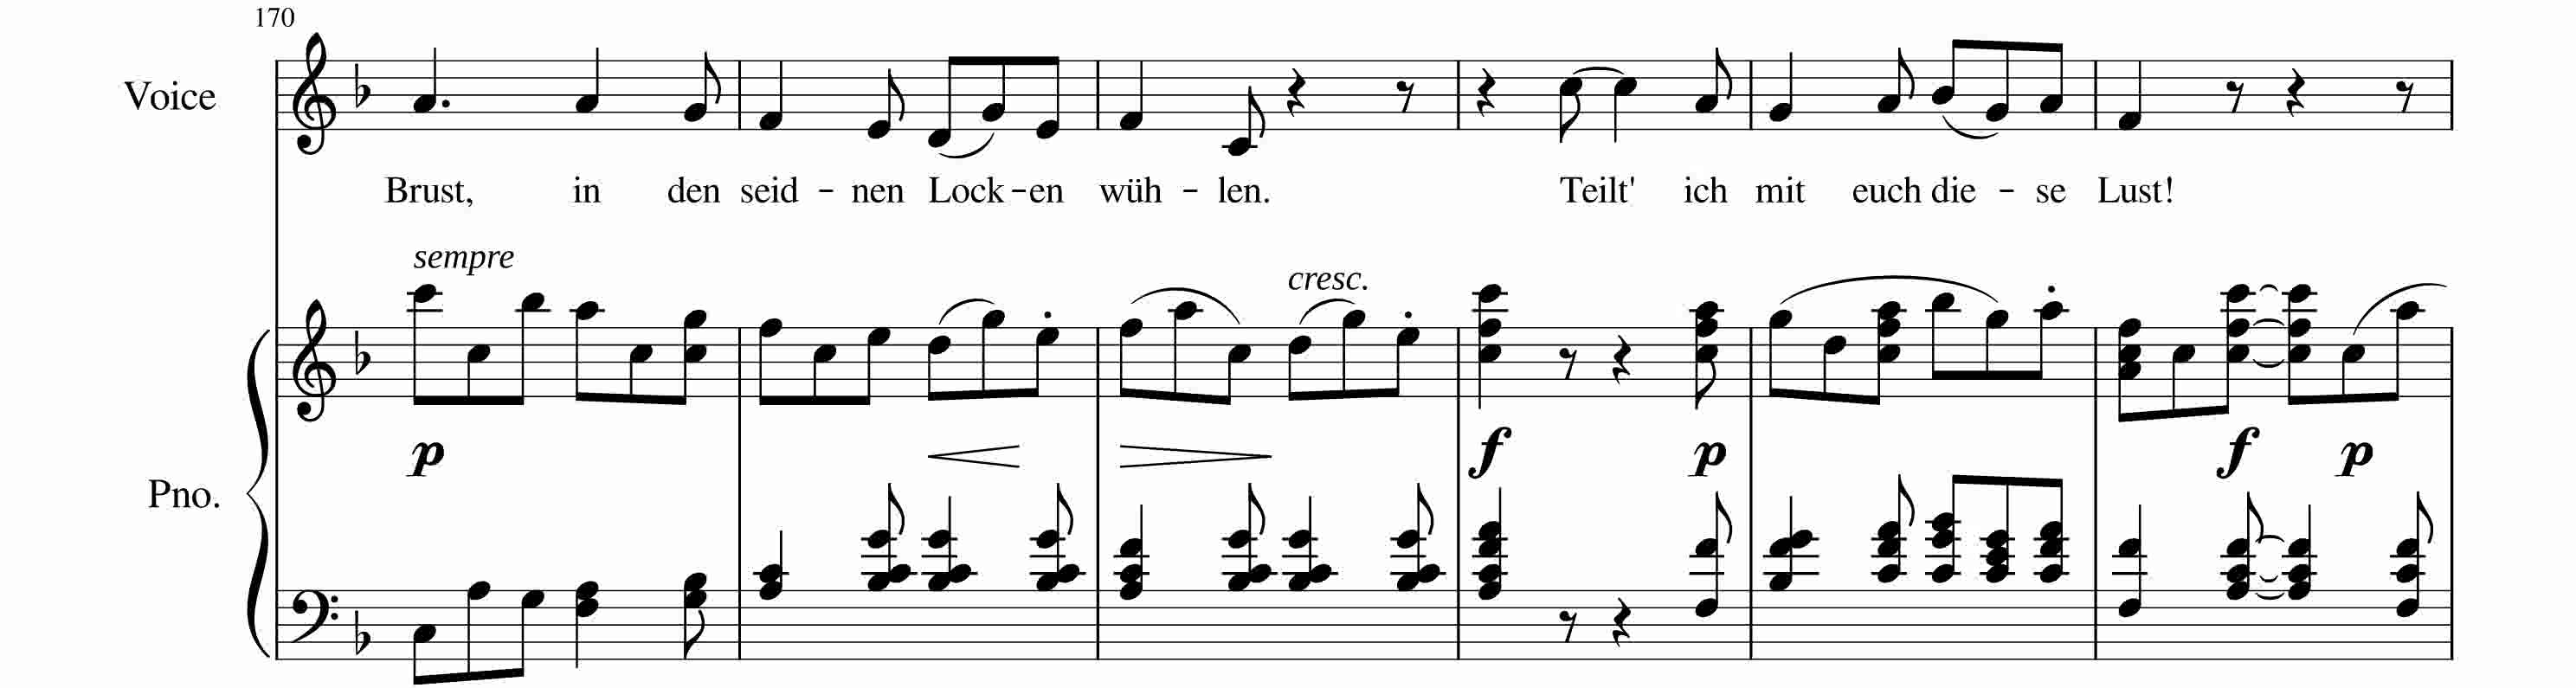 170
Voice
Brust, in den seid - nen Lock - en wüh - len. Teilt' ich mit euch die - se Lust!
sempre
cresc.
p f p f p
Pno.